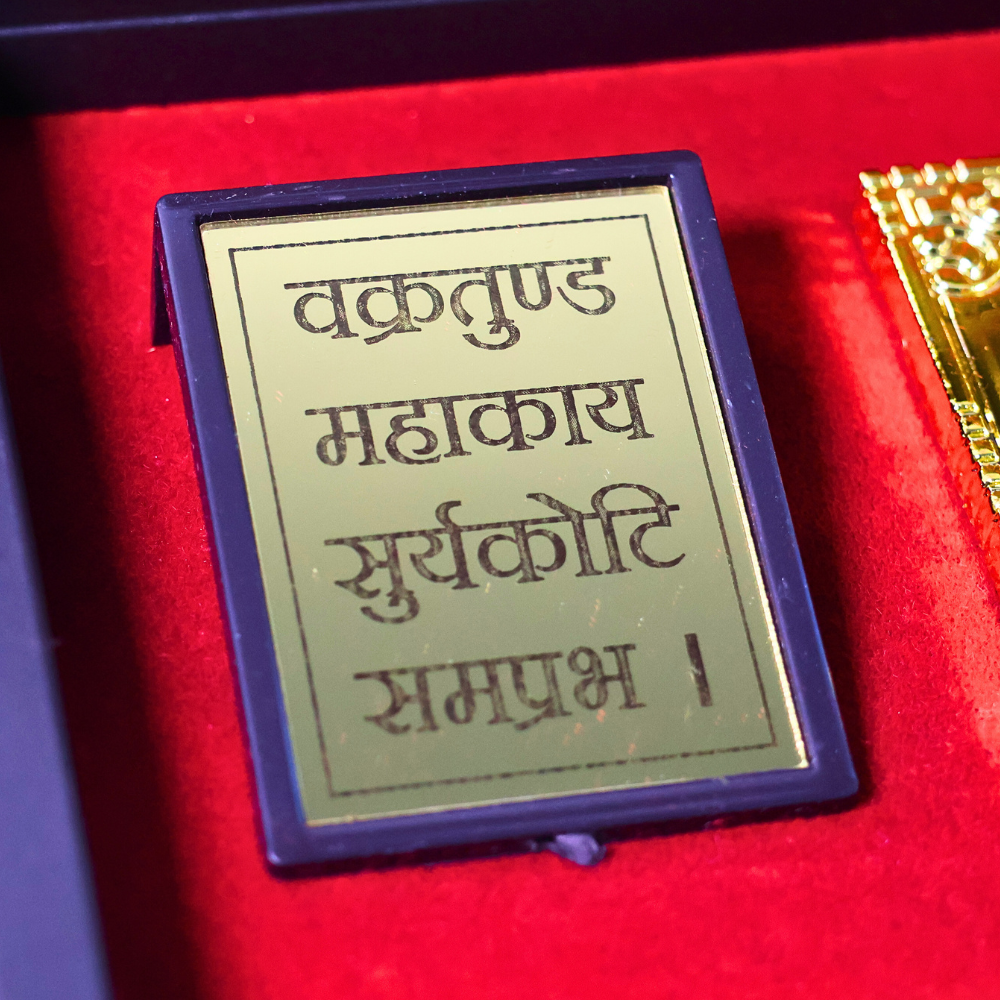 वक्रतुण्ड
महाकाय
सुर्यकोटि
समप्रभ ।